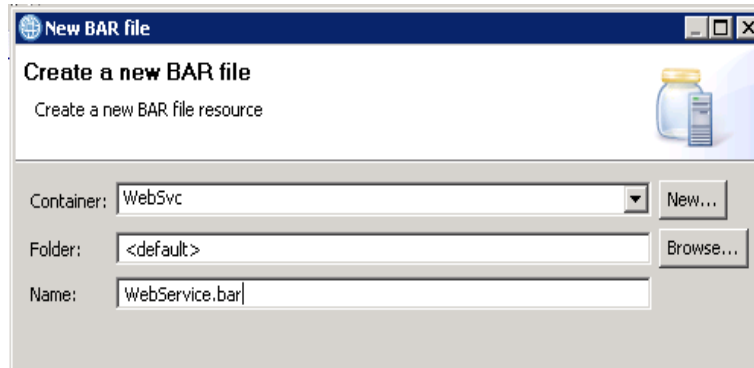 New BAR file
Create a new BAR file
Create a new BAR file resource
Container: WebSvc New...
Folder: <default> Browse...
Name: WebService.bar